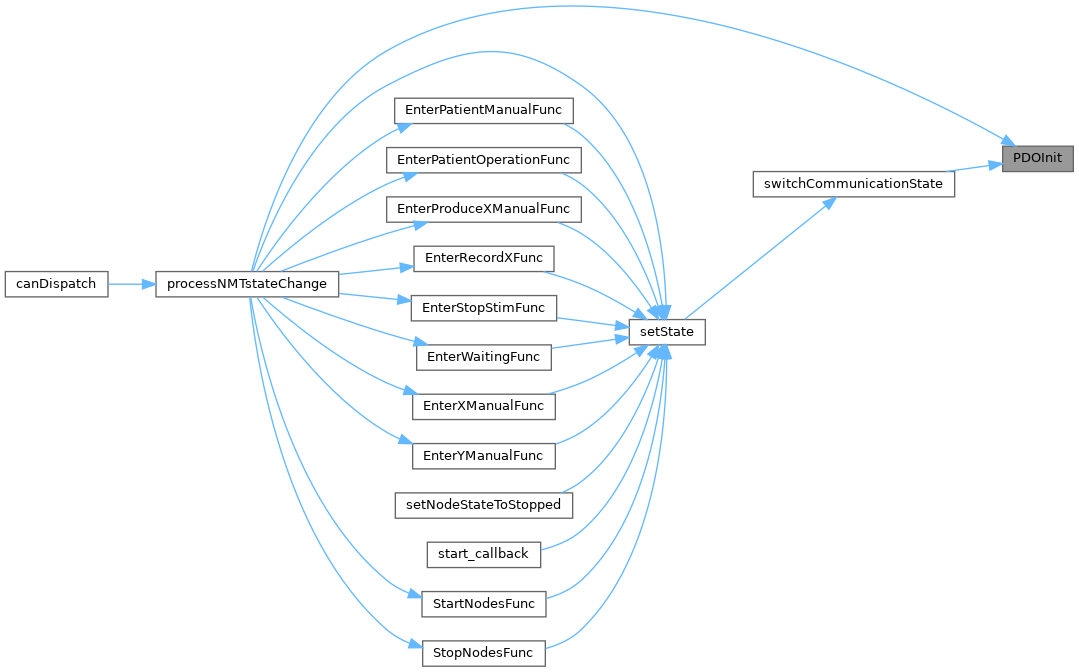 EnterPatientManualFunc
EnterPatientOperationFunc
PDOInit
switchCommunicationState
EnterProduceXManualFunc
EnterRecordXFunc
canDispatch
processNMTstateChange
EnterStopStimFunc
setState
EnterWaitingFunc
EnterXManualFunc
EnterYManualFunc
setNodeStateToStopped
start_callback
StartNodesFunc
StopNodesFunc